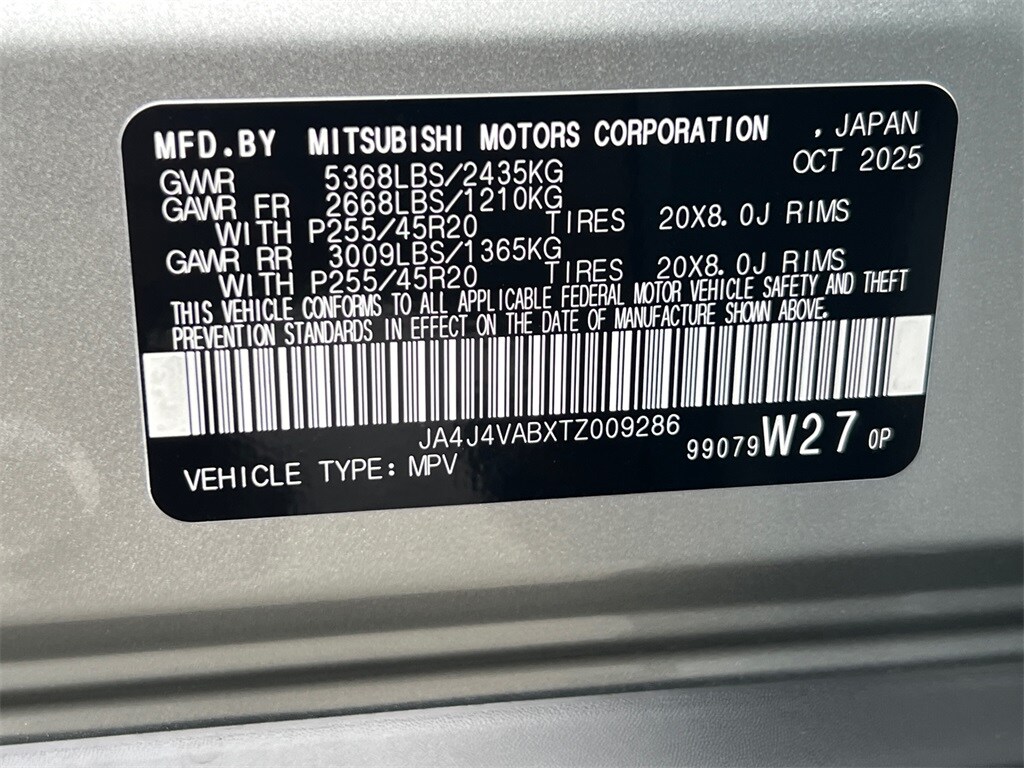 MFD.BY MITSUBISHI MOTORS CORPORATION , JAPAN
OCT 2025
GVWR 5368LBS/2435KG
GAWR FR 2668LBS/1210KG
WITH P255/45R20 TIRES 20X8.0J RIMS
GAWR RR 3009LBS/1365KG
WITH P255/45R20 TIRES 20X8.0J RIMS
THIS VEHICLE CONFORMS TO ALL APPLICABLE FEDERAL MOTOR VEHICLE SAFETY AND THEFT
PREVENTION STANDARDS IN EFFECT ON THE DATE OF MANUFACTURE SHOWN ABOVE.
JA4J4VABXTZ009286
99079 W27 0P
VEHICLE TYPE: MPV